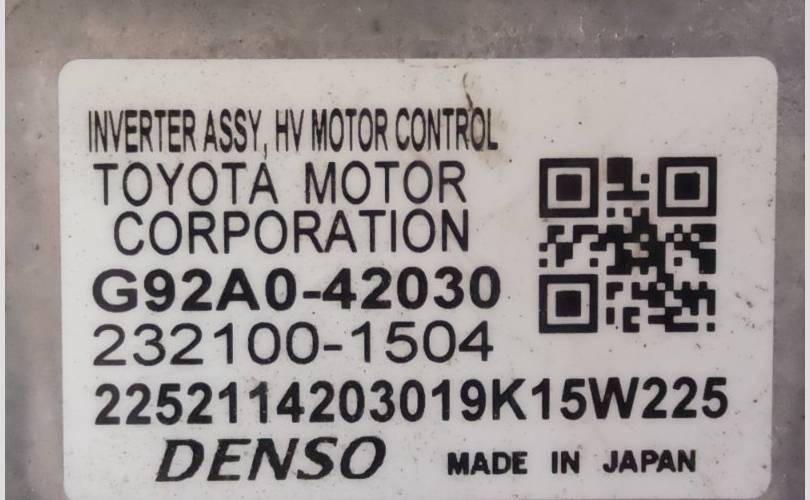 INVERTER ASSY, HV MOTOR CONTROL
TOYOTA MOTOR
CORPORATION
G92A0-42030
232100-1504
2252114203019K15W225
DENSO MADE IN JAPAN